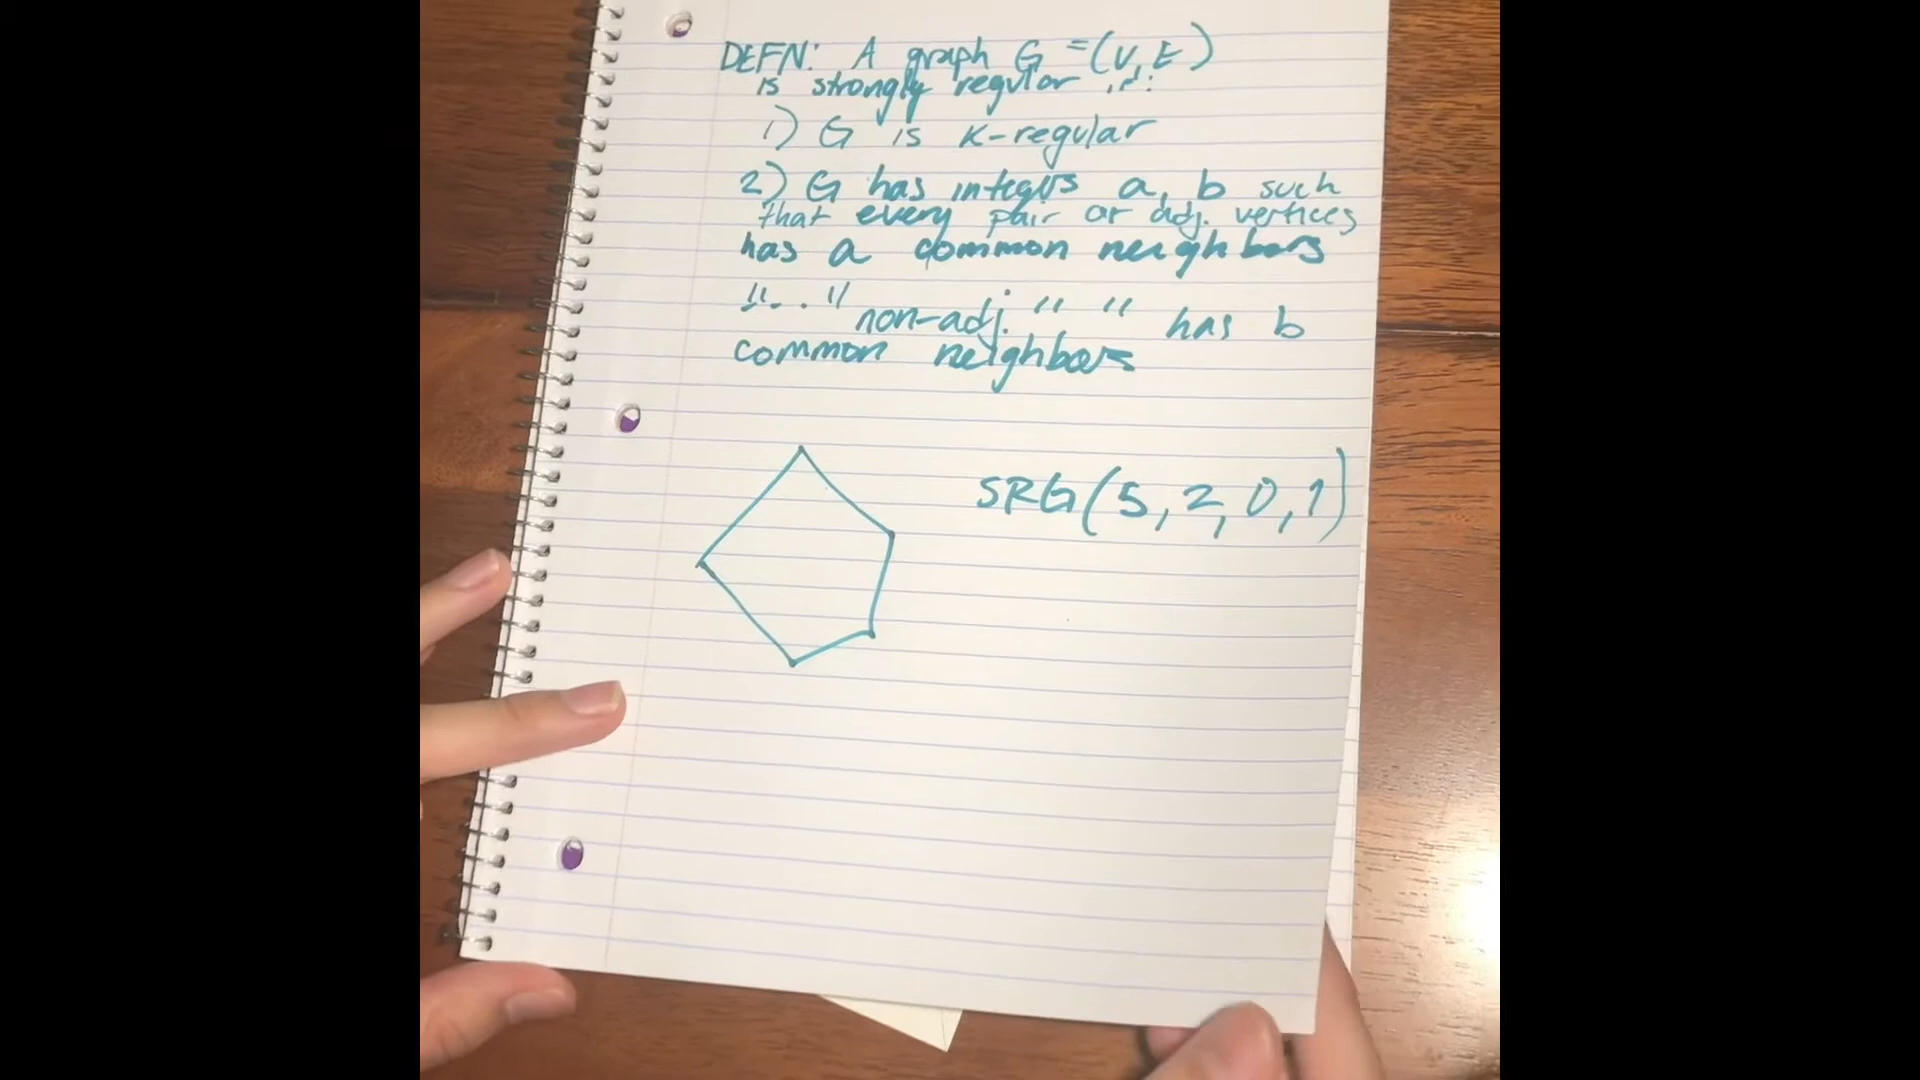 DEFN: A graph G = (V, E)
is strongly regular if:
1) G is K-regular
2) G has integers a, b such
that every pair of adj. vertices
has a common neighbors
"..." non-adj. " " has b
common neighbors
SRG(5, 2, 0, 1)